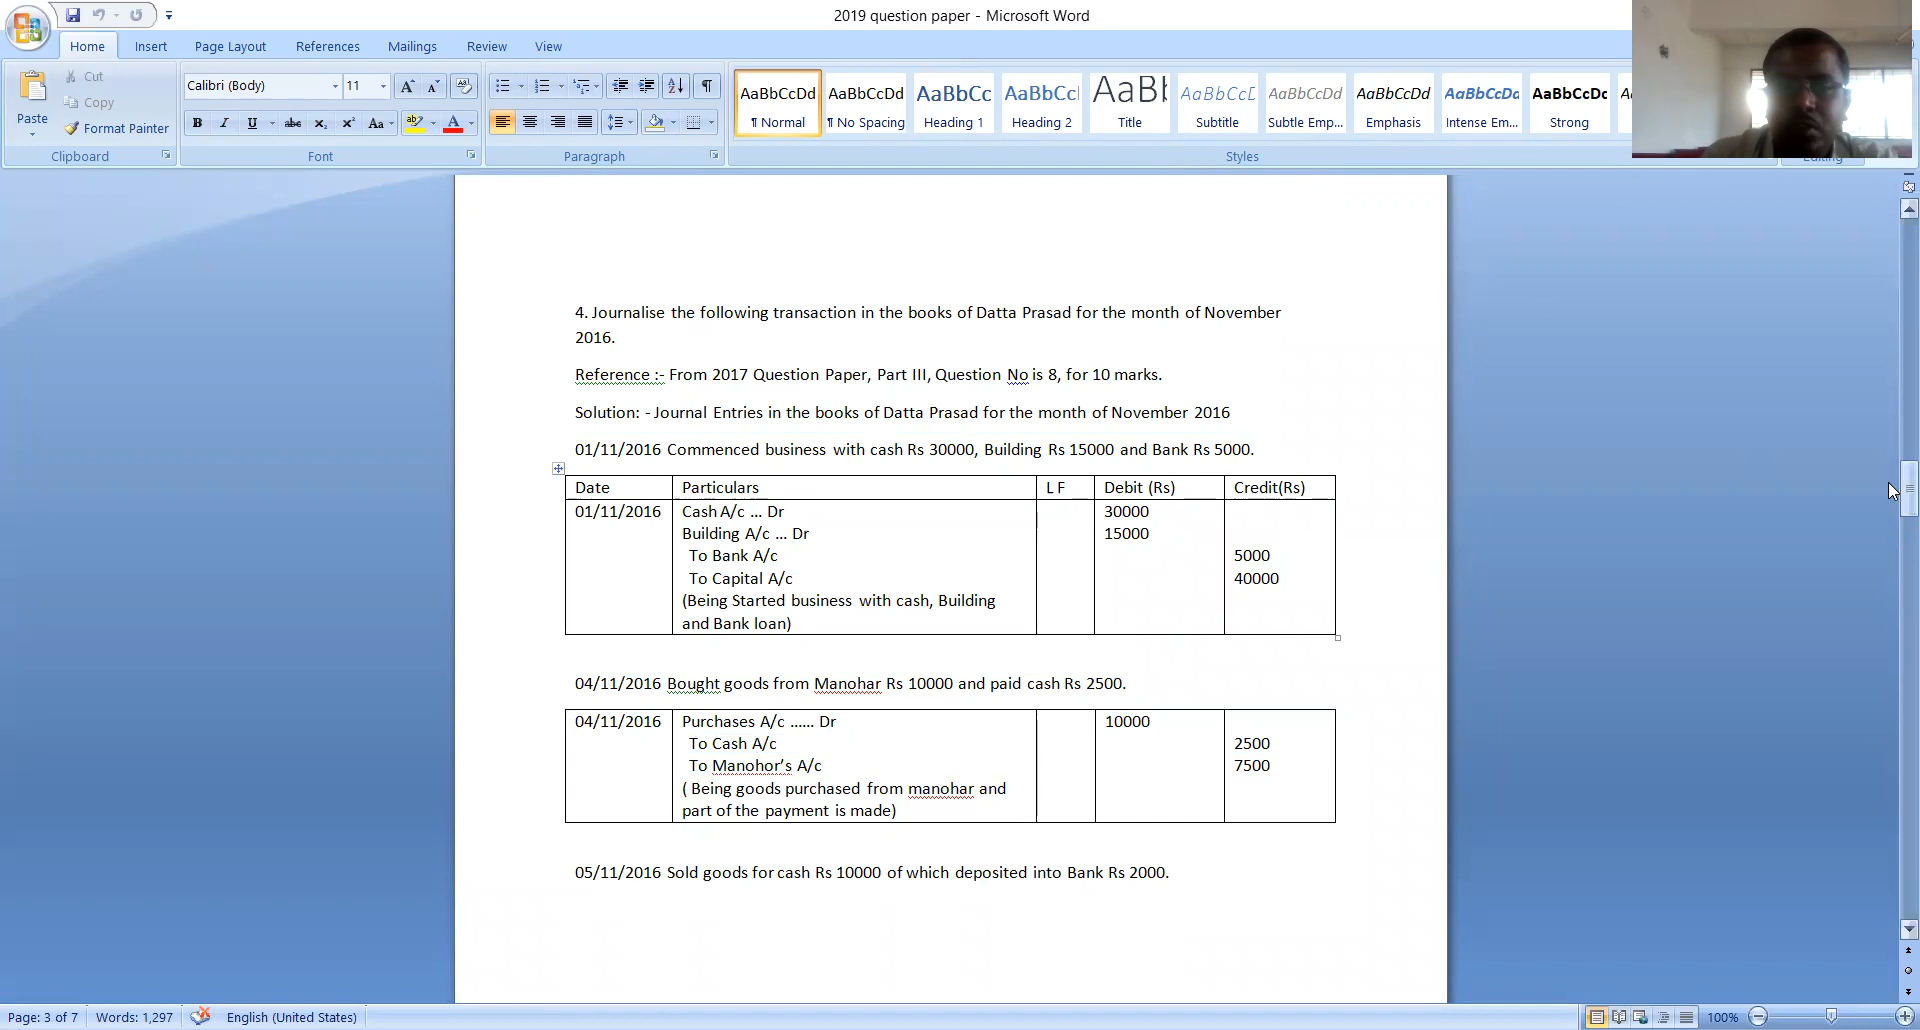 2019 question paper - Microsoft Word
Home Insert Page Layout References Mailings Review View
Paste
Cut
Copy
Format Painter
Clipboard
Calibri (Body) 11
Font
Paragraph
AaBbCcDd AaBbCcDd AaBbCc AaBbCcI AaBl AaBbCcL AaBbCcDd AaBbCcDd AaBbCcDd AaBbCcDc
¶ Normal ¶ No Spacing Heading 1 Heading 2 Title Subtitle Subtle Emp... Emphasis Intense Em... Strong
Styles
Editing
4. Journalise the following transaction in the books of Datta Prasad for the month of November
2016.
Reference :- From 2017 Question Paper, Part III, Question No is 8, for 10 marks.
Solution: - Journal Entries in the books of Datta Prasad for the month of November 2016
01/11/2016 Commenced business with cash Rs 30000, Building Rs 15000 and Bank Rs 5000.
Date Particulars L F Debit (Rs) Credit(Rs)
01/11/2016 Cash A/c ... Dr 30000
Building A/c ... Dr 15000
To Bank A/c 5000
To Capital A/c 40000
(Being Started business with cash, Building
and Bank loan)
04/11/2016 Bought goods from Manohar Rs 10000 and paid cash Rs 2500.
04/11/2016 Purchases A/c ...... Dr 10000
To Cash A/c 2500
To Manohor's A/c 7500
( Being goods purchased from manohar and
part of the payment is made)
05/11/2016 Sold goods for cash Rs 10000 of which deposited into Bank Rs 2000.
Page: 3 of 7 Words: 1,297 English (United States) 100%